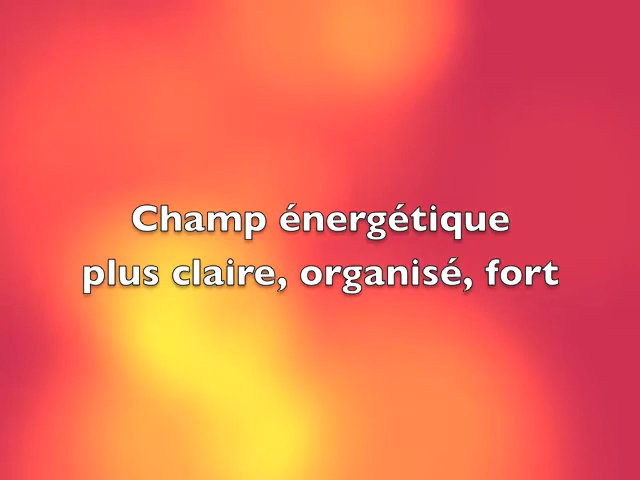 Champ énergétique
plus claire, organisé, fort